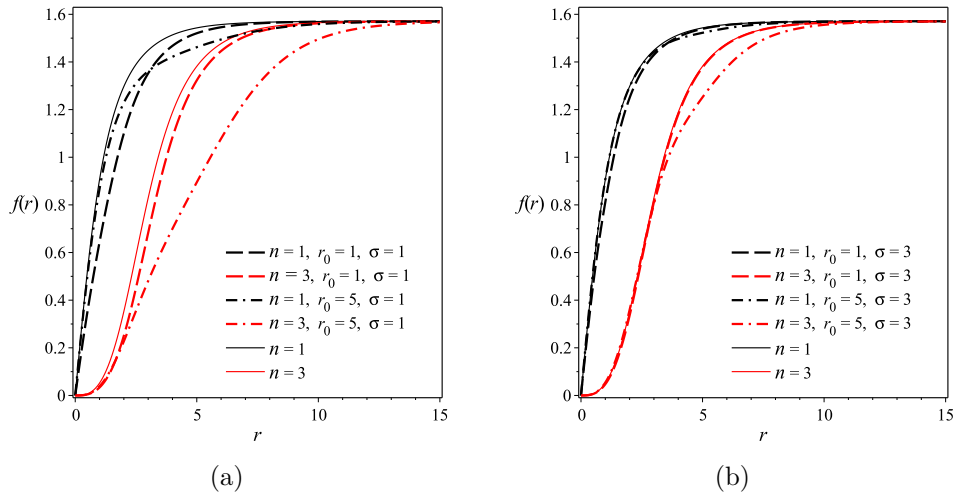 1.6
1.4
1.2
1
f(r)
0.8
0.6
0.4
0.2
0
n = 1, r₀ = 1, σ = 1
n = 3, r₀ = 1, σ = 1
n = 1, r₀ = 5, σ = 1
n = 3, r₀ = 5, σ = 1
n = 1
n = 3
0 5 10 15
r
(a)
1.6
1.4
1.2
1
f(r)
0.8
0.6
0.4
0.2
0
n = 1, r₀ = 1, σ = 3
n = 3, r₀ = 1, σ = 3
n = 1, r₀ = 5, σ = 3
n = 3, r₀ = 5, σ = 3
n = 1
n = 3
0 5 10 15
r
(b)